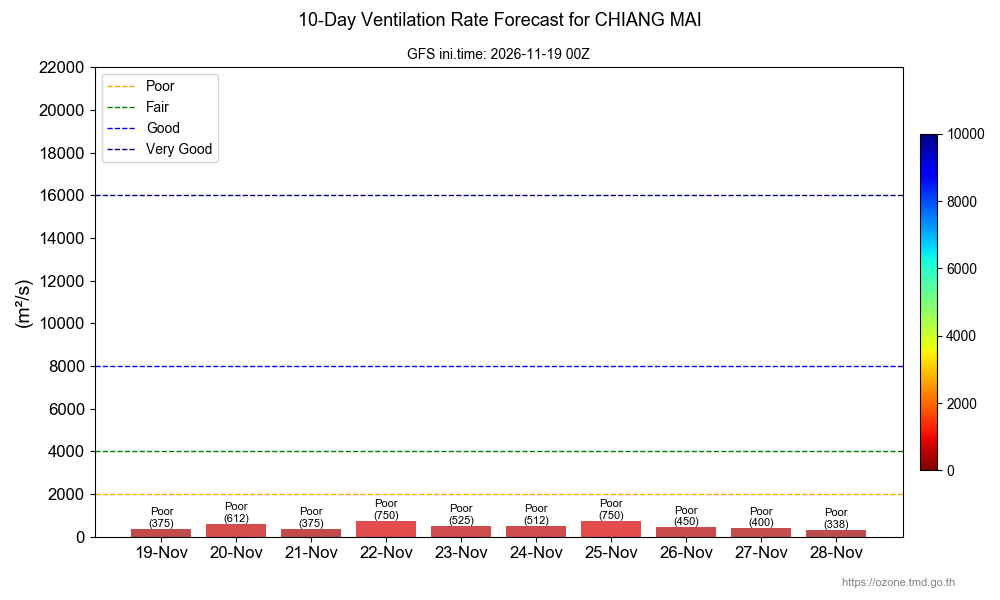 10-Day Ventilation Rate Forecast for CHIANG MAI
GFS ini.time: 2026-11-19 00Z
(m²/s)
22000
20000
18000
16000
14000
12000
10000
8000
6000
4000
2000
0
Poor
Fair
Good
Very Good
Poor
(375)
Poor
(612)
Poor
(375)
Poor
(750)
Poor
(525)
Poor
(512)
Poor
(750)
Poor
(450)
Poor
(400)
Poor
(338)
19-Nov 20-Nov 21-Nov 22-Nov 23-Nov 24-Nov 25-Nov 26-Nov 27-Nov 28-Nov
10000
8000
6000
4000
2000
0
https://ozone.tmd.go.th